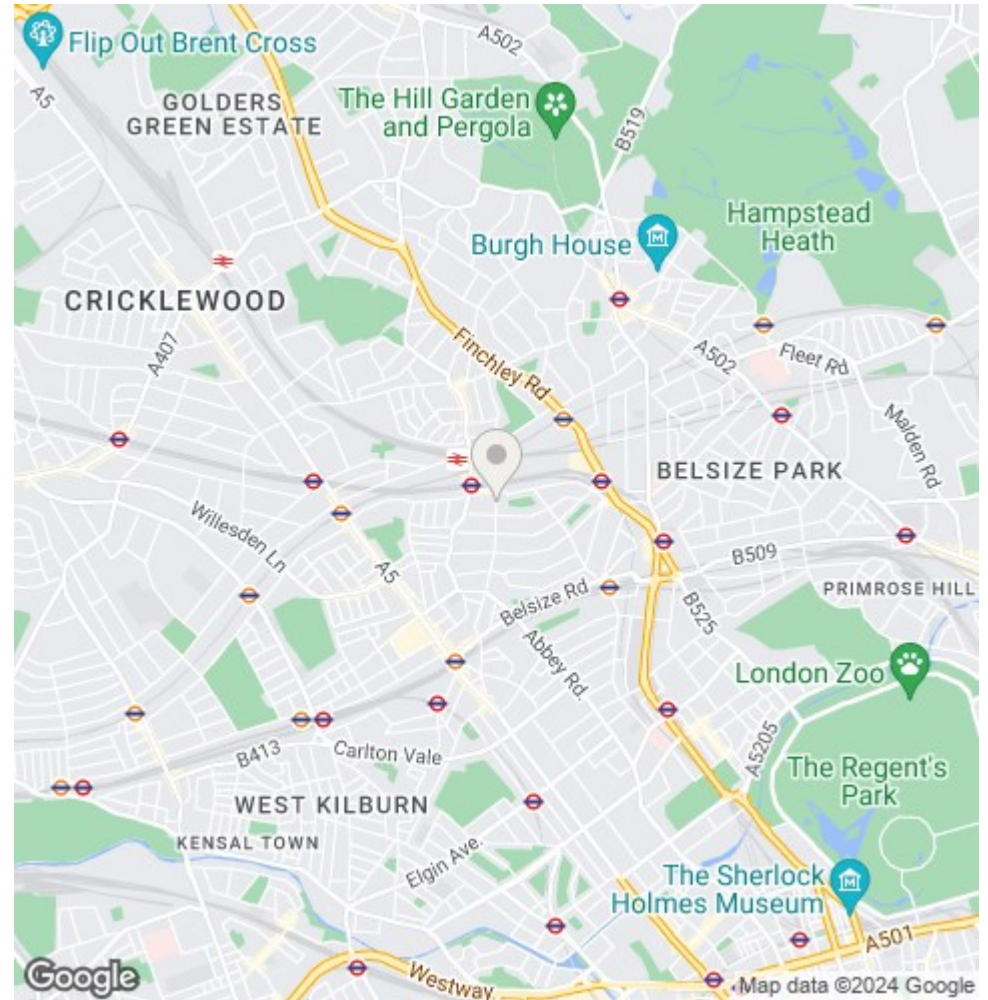 Flip Out Brent Cross
A502
A5
GOLDERS
GREEN ESTATE
The Hill Garden
and Pergola
B519
Hampstead
Heath
Burgh House
CRICKLEWOOD
A407
Finchley Rd
A502
Fleet Rd
Malden Rd
BELSIZE PARK
Willesden Ln
A5
B509
Belsize Rd
PRIMROSE HILL
B525
Abbey Rd.
London Zoo
A5205
B413
Carlton Vale
The Regent's
Park
WEST KILBURN
KENSAL TOWN
Elgin Ave.
The Sherlock
Holmes Museum
A501
Westway
Google
Map data ©2024 Google